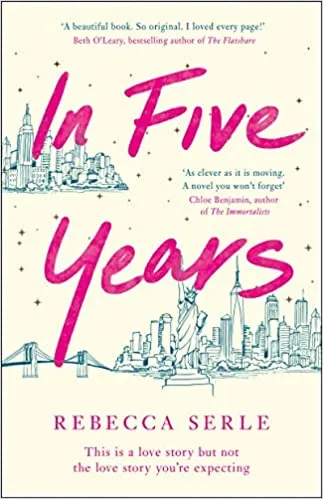 ‘A beautiful book. So original. I loved every page!’
Beth O’Leary, bestselling author of The Flatshare
In Five
‘As clever as it is moving.
A novel you won’t forget’
Chloe Benjamin, author
of The Immortalists
Years
REBECCA SERLE
This is a love story but not
the love story you’re expecting